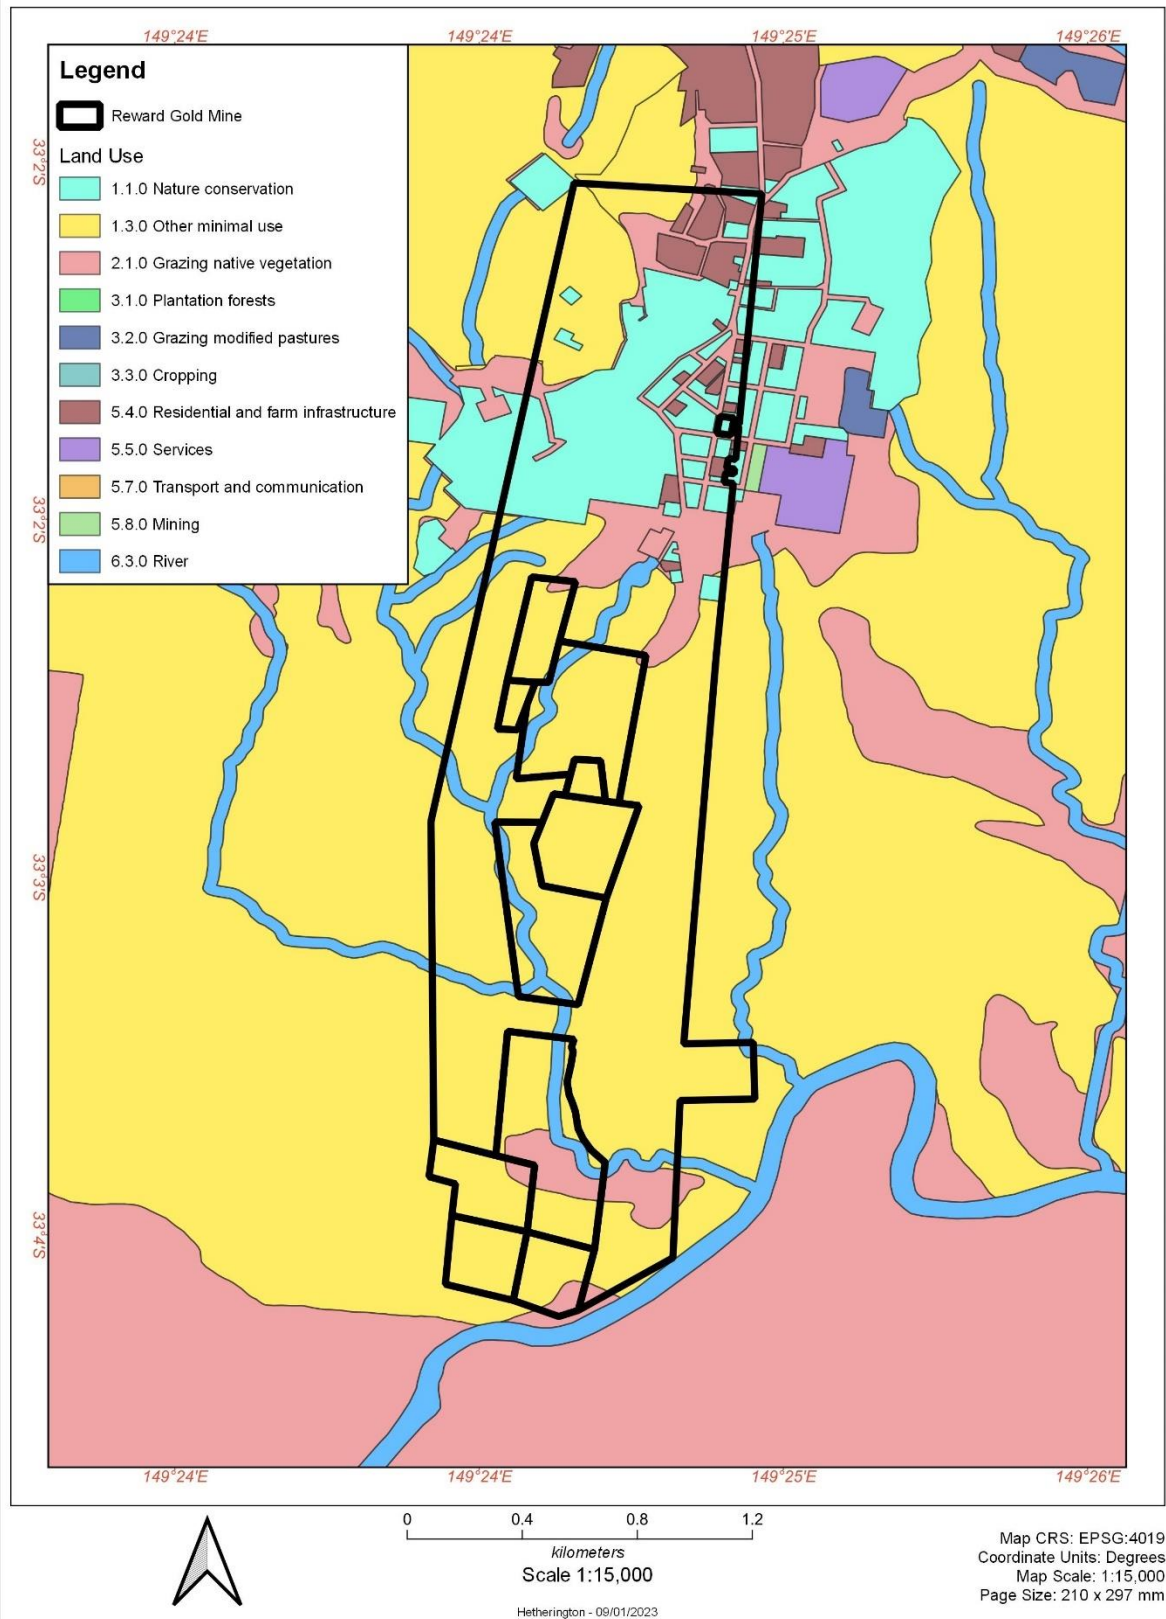 149°24'E 149°24'E 149°25'E 149°26'E
Legend
Reward Gold Mine
Land Use
1.1.0 Nature conservation
1.3.0 Other minimal use
2.1.0 Grazing native vegetation
3.1.0 Plantation forests
3.2.0 Grazing modified pastures
3.3.0 Cropping
5.4.0 Residential and farm infrastructure
5.5.0 Services
5.7.0 Transport and communication
5.8.0 Mining
6.3.0 River
33°2'S
33°2'S
33°3'S
33°4'S
149°24'E 149°24'E 149°25'E 149°26'E
0 0.4 0.8 1.2
kilometers
Scale 1:15,000
Hetherington - 09/01/2023
Map CRS: EPSG:4019
Coordinate Units: Degrees
Map Scale: 1:15,000
Page Size: 210 x 297 mm